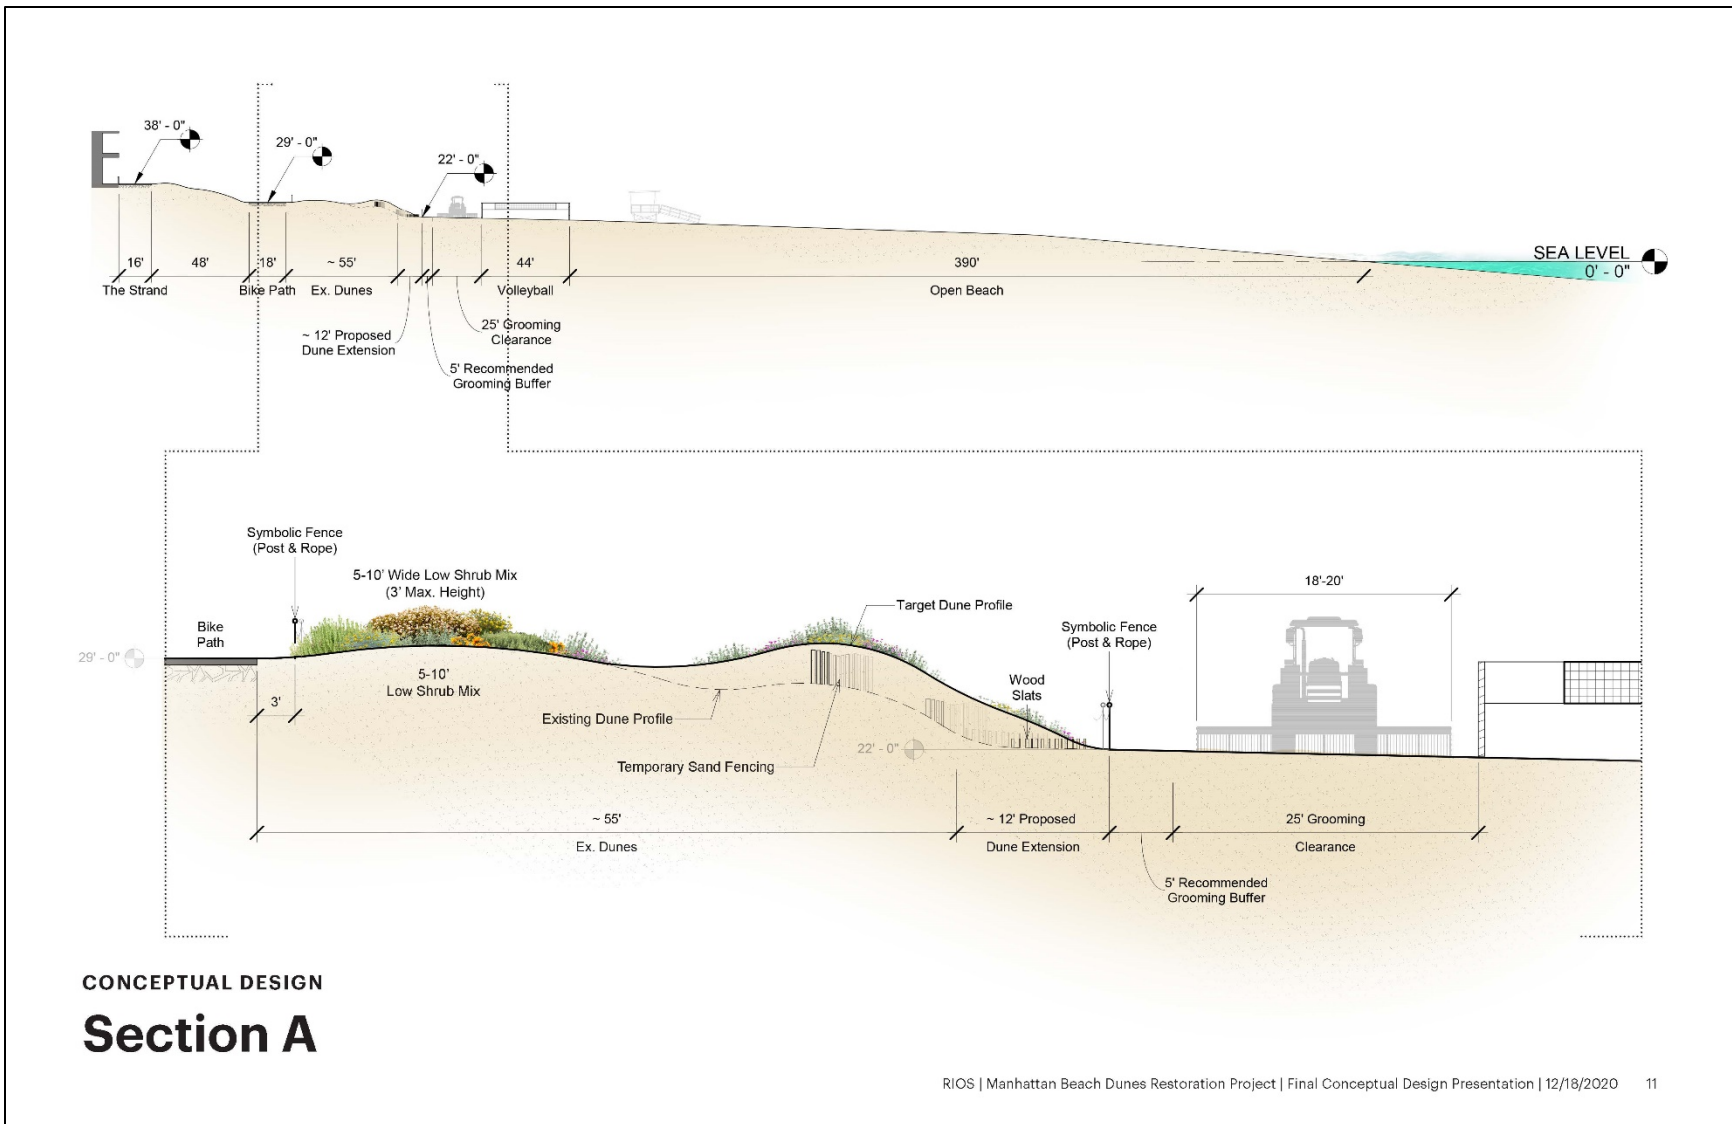 38' - 0"
29' - 0"
22' - 0"
SEA LEVEL
0' - 0"
16'
48'
18'
~ 55'
44'
390'
The Strand
Bike Path
Ex. Dunes
Volleyball
Open Beach
~ 12' Proposed
Dune Extension
25' Grooming
Clearance
5' Recommended
Grooming Buffer
Symbolic Fence
(Post & Rope)
5-10' Wide Low Shrub Mix
(3' Max. Height)
Target Dune Profile
18'-20'
Bike
Path
Symbolic Fence
(Post & Rope)
29' - 0"
5-10'
Low Shrub Mix
Wood
Slats
3'
Existing Dune Profile
22' - 0"
Temporary Sand Fencing
~ 55'
Ex. Dunes
~ 12' Proposed
Dune Extension
25' Grooming
Clearance
5' Recommended
Grooming Buffer
CONCEPTUAL DESIGN
Section A
RIOS | Manhattan Beach Dunes Restoration Project | Final Conceptual Design Presentation | 12/18/2020 11